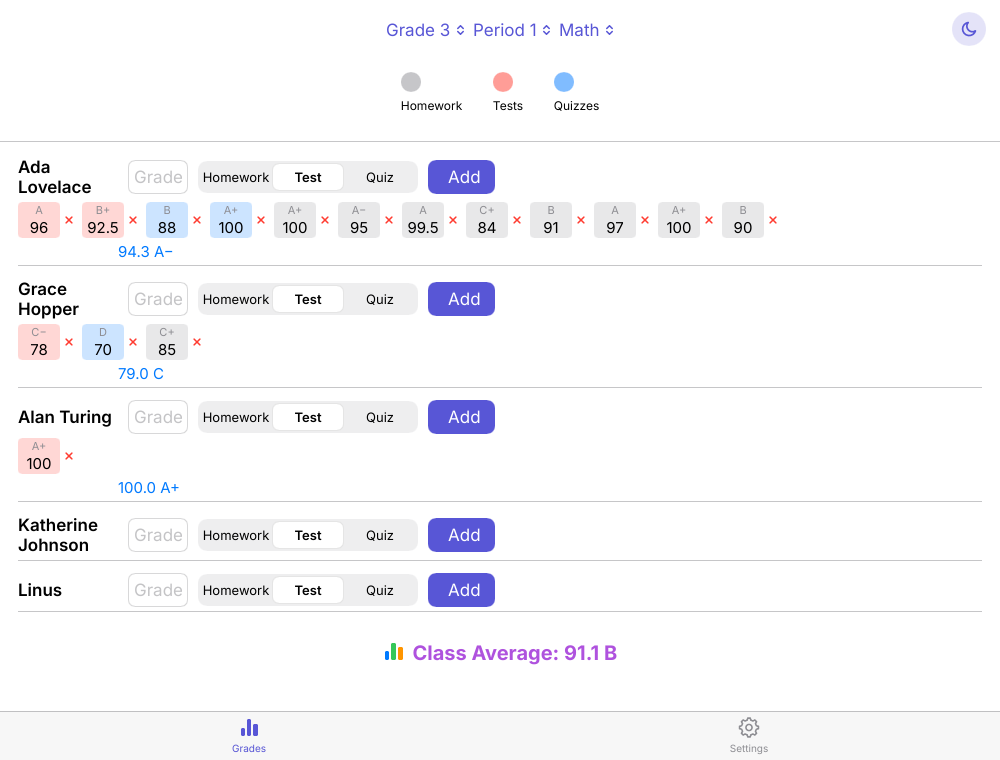 Grade 3 Period 1 Math
Homework Tests Quizzes
Ada Lovelace Grade Homework Test Quiz Add
A B+ B A+ A+ A− A C+ B A A+ B
96 × 92.5 × 88 × 100 × 100 × 95 × 99.5 × 84 × 91 × 97 × 100 × 90 ×
94.3 A−
Grace Hopper Grade Homework Test Quiz Add
C− D C+
78 × 70 × 85 ×
79.0 C
Alan Turing Grade Homework Test Quiz Add
A+
100 ×
100.0 A+
Katherine Johnson Grade Homework Test Quiz Add
Linus Grade Homework Test Quiz Add
Class Average: 91.1 B
Grades Settings